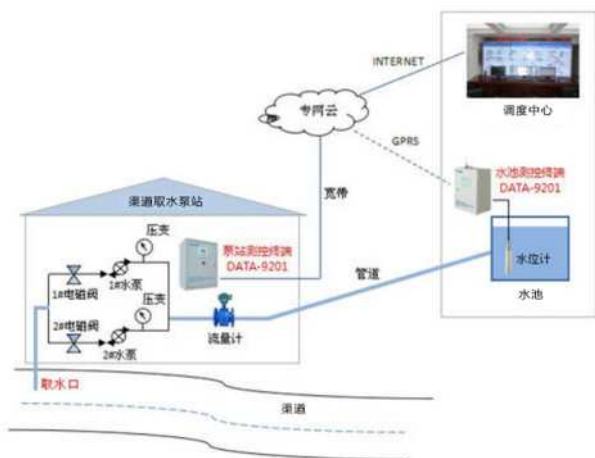 INTERNET
专网云
调度中心
GPRS
水池测控终端
DATA-9201
渠道取水泵站
宽带
压变
泵站测控终端
DATA-9201
水位计
1#电磁阀
1#水泵
管道
水池
压变
2#电磁阀
2#水泵
流量计
取水口
渠道